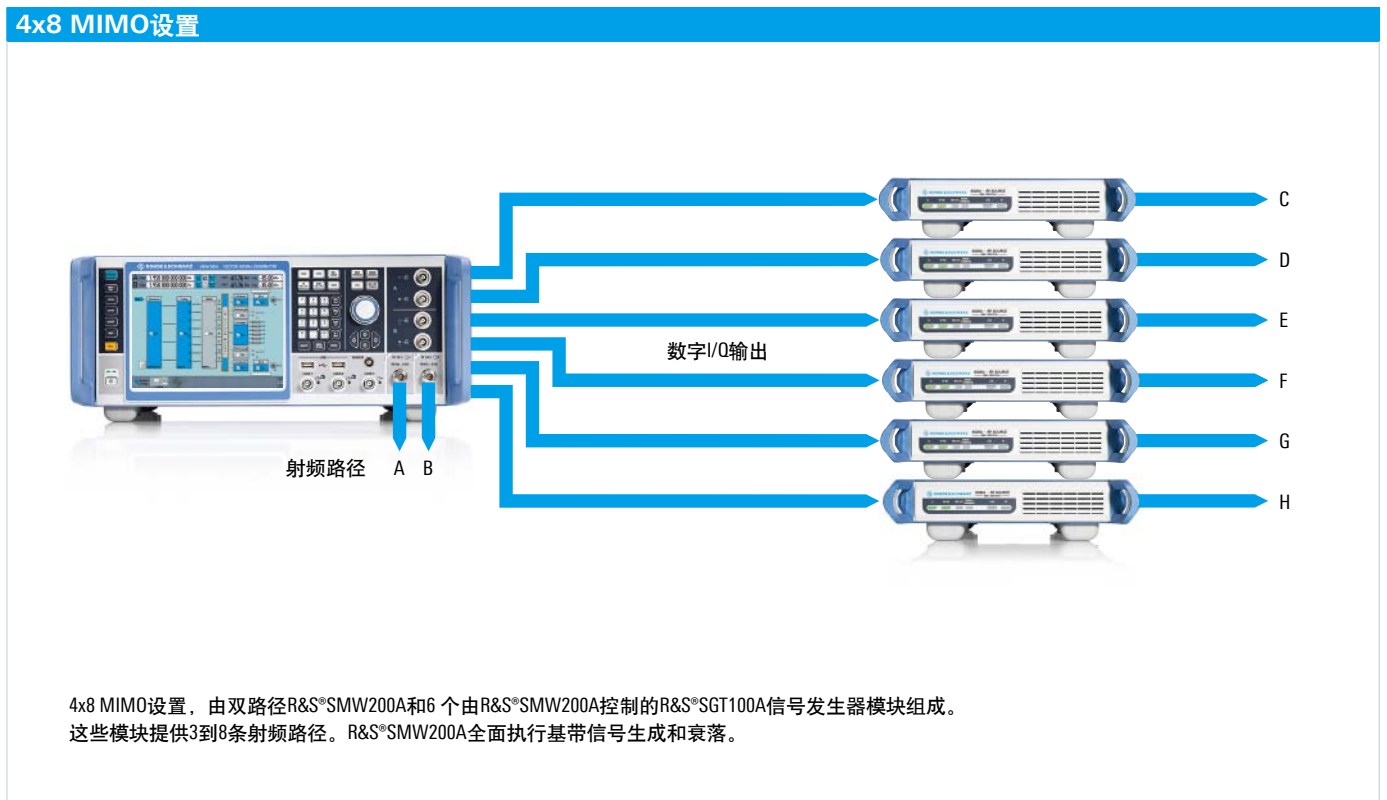 4x8 MIMO设置
C
D
E
数字I/Q输出
F
G
射频路径 A B
H
ROHDE & SCHWARZ
4x8 MIMO设置，由双路径R&S®SMW200A和6 个由R&S®SMW200A控制的R&S®SGT100A信号发生器模块组成。
这些模块提供3到8条射频路径。R&S®SMW200A全面执行基带信号生成和衰落。